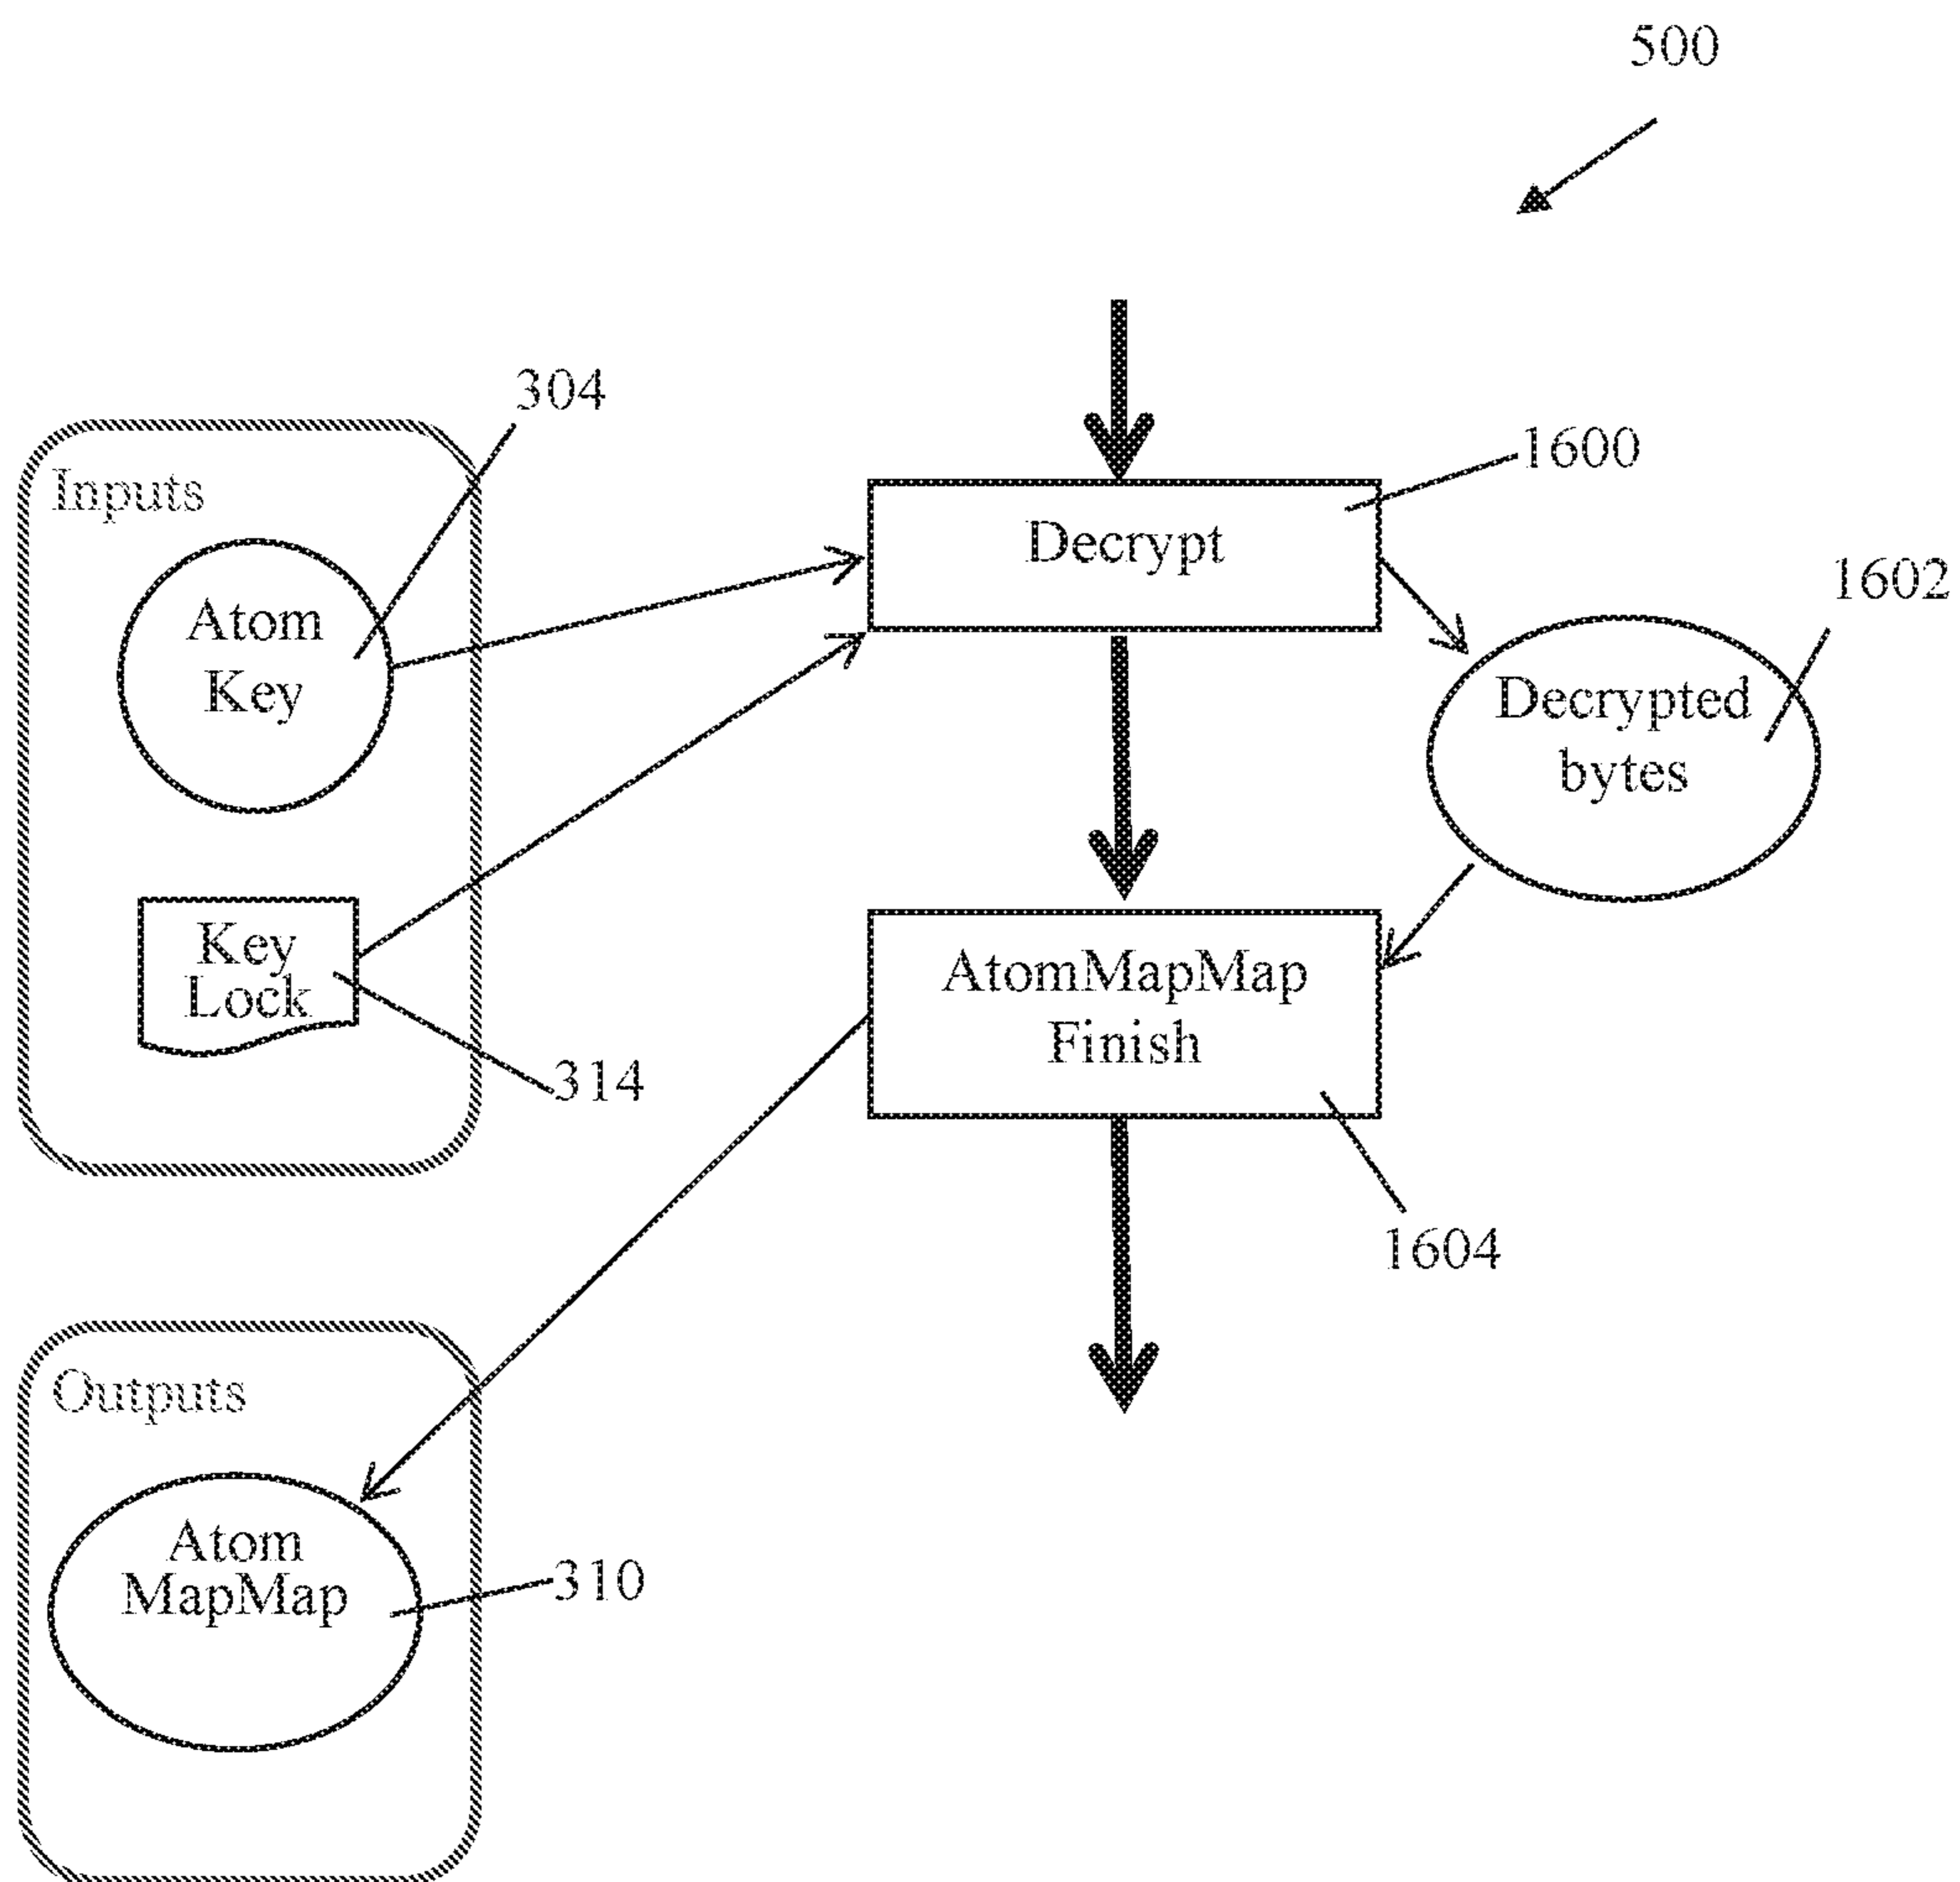 500
304
Inputs
1600
Atom
Key
Decrypt
1602
Decrypted
bytes
Key
Lock
314
AtomMapMap
Finish
1604
Outputs
Atom
MapMap
310